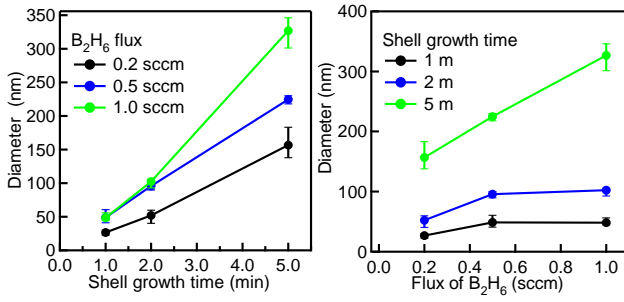 350
300
250
200
150
100
50
0
Diameter (nm)
B₂H₆ flux
0.2 sccm
0.5 sccm
1.0 sccm
0.0 1.0 2.0 3.0 4.0 5.0
Shell growth time (min)
400
300
200
100
0
Diameter (nm)
Shell growth time
1 m
2 m
5 m
0.0 0.2 0.4 0.6 0.8 1.0
Flux of B₂H₆ (sccm)